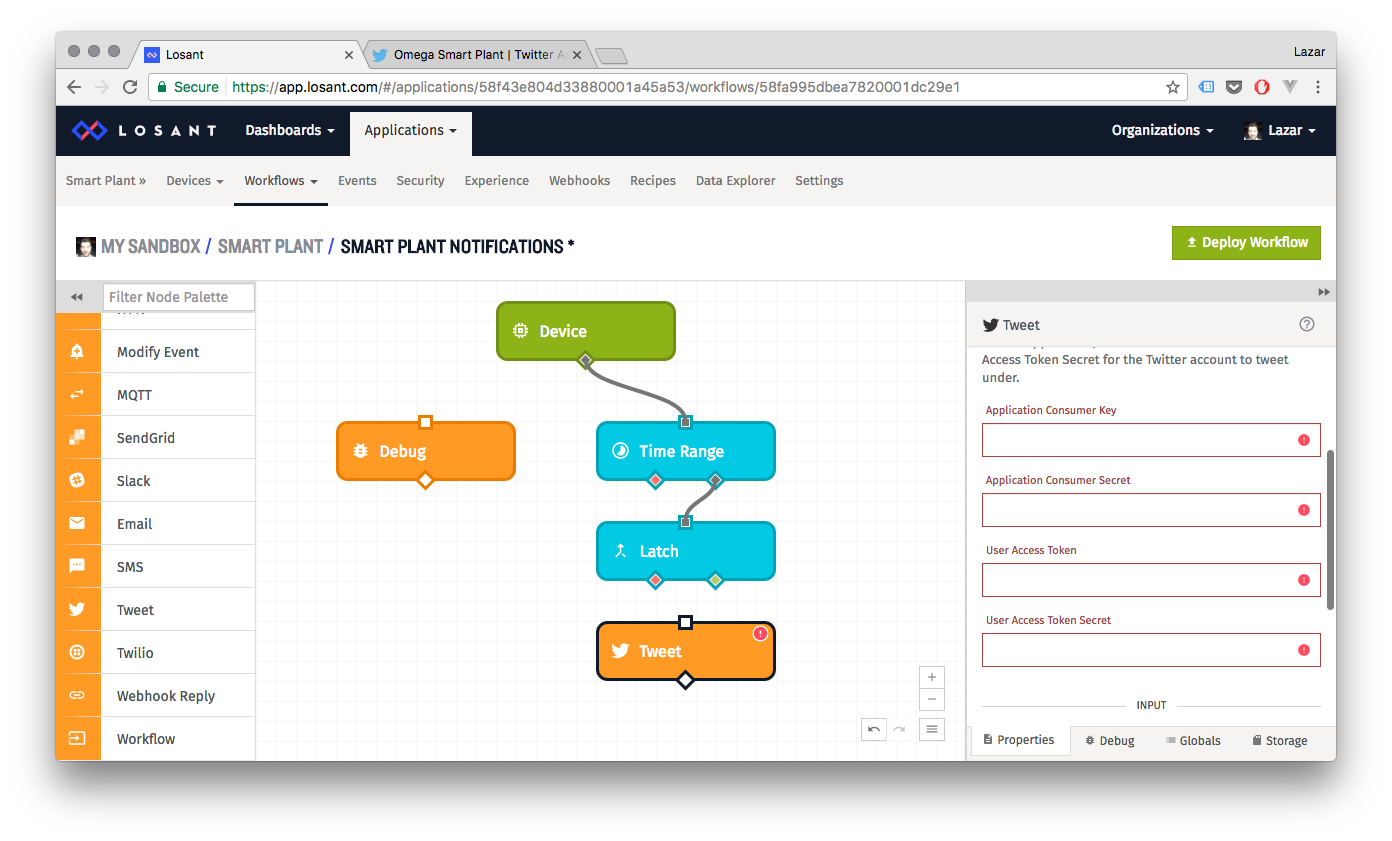 Losant
Omega Smart Plant | Twitter A
Lazar
Secure
https://app.losant.com/#/applications/58f43e804d33880001a45a53/workflows/58fa995dbea7820001dc29e1
LOSANT
Dashboards
Applications
Organizations
Lazar
Smart Plant »
Devices
Workflows
Events
Security
Experience
Webhooks
Recipes
Data Explorer
Settings
MY SANDBOX / SMART PLANT / SMART PLANT NOTIFICATIONS *
Deploy Workflow
Filter Node Palette
Modify Event
MQTT
SendGrid
Slack
Email
SMS
Tweet
Twilio
Webhook Reply
Workflow
Device
Debug
Time Range
Latch
Tweet
Tweet
Access Token Secret for the Twitter account to tweet
under.
Application Consumer Key
Application Consumer Secret
User Access Token
User Access Token Secret
INPUT
Properties
Debug
Globals
Storage